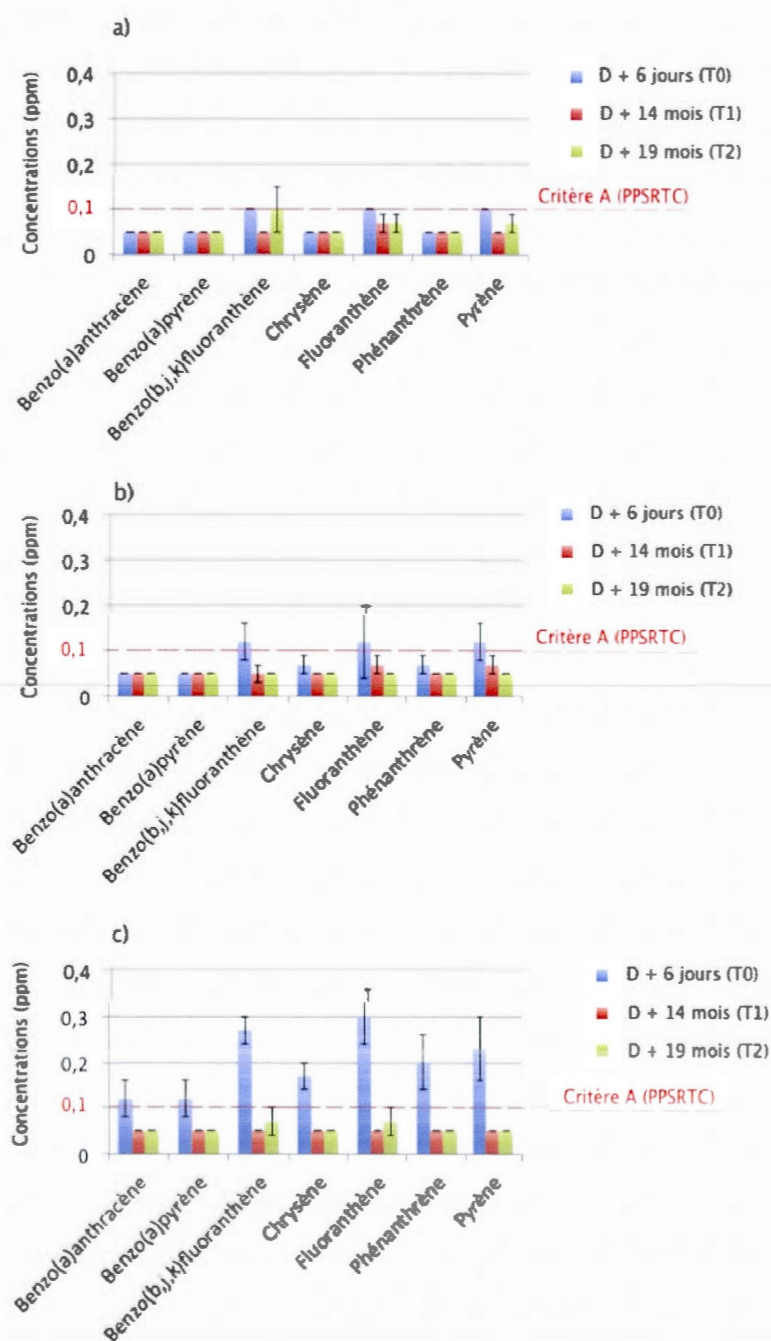 a)
Concentrations (ppm)
0,4
0,3
0,2
0,1
0
D + 6 jours (T0)
D + 14 mois (T1)
D + 19 mois (T2)
Critère A (PPSRTC)
Benzo(a)anthracène
Benzo(a)pyrène
Benzo(b,j,k)fluoranthène
Chrysène
Fluoranthène
Phénanthrène
Pyrène
b)
Concentrations (ppm)
0,4
0,3
0,2
0,1
0
D + 6 jours (T0)
D + 14 mois (T1)
D + 19 mois (T2)
Critère A (PPSRTC)
Benzo(a)anthracène
Benzo(a)pyrène
Benzo(b,j,k)fluoranthène
Chrysène
Fluoranthène
Phénanthrène
Pyrène
c)
Concentrations (ppm)
0,4
0,3
0,2
0,1
0
D + 6 jours (T0)
D + 14 mois (T1)
D + 19 mois (T2)
Critère A (PPSRTC)
Benzo(a)anthracène
Benzo(a)pyrène
Benzo(b,j,k)fluoranthène
Chrysène
Fluoranthène
Phénanthrène
Pyrène